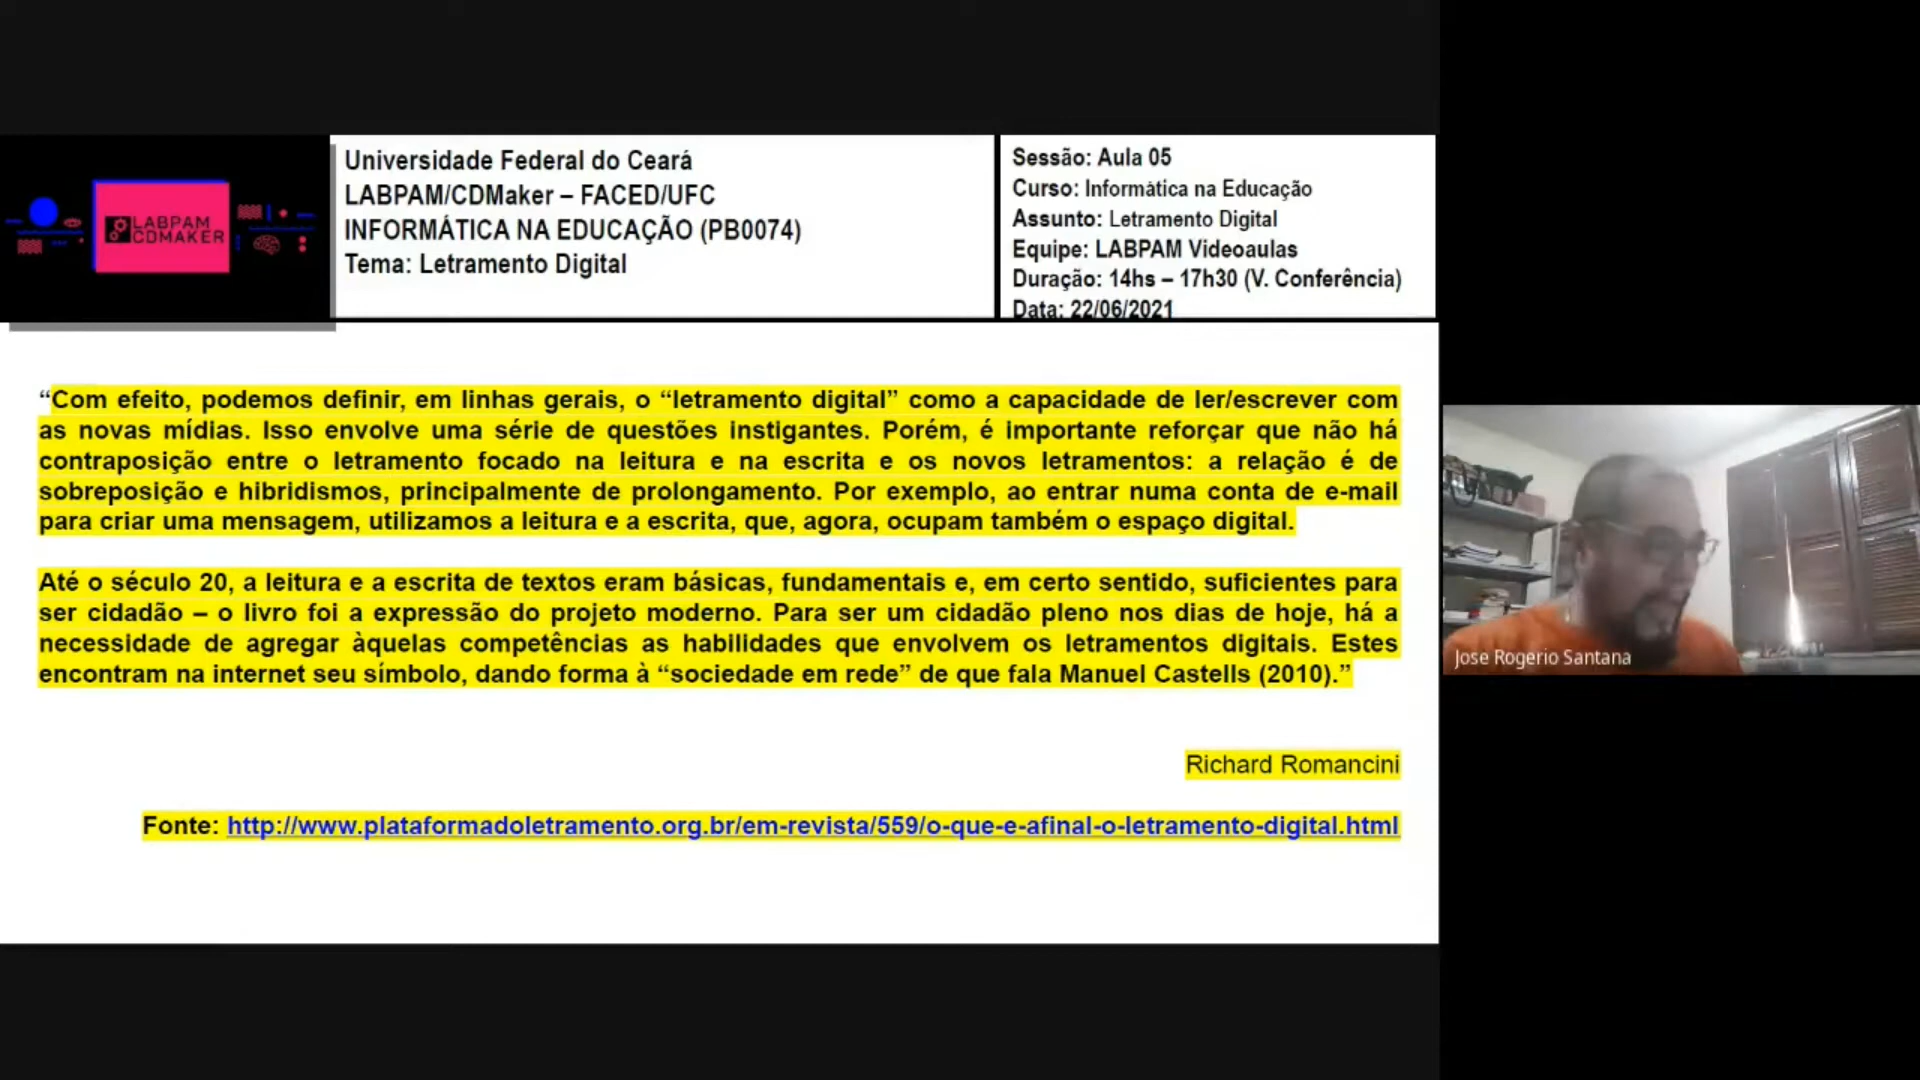 LABPAM
CDMAKER
Universidade Federal do Ceará
LABPAM/CDMaker – FACED/UFC
INFORMÁTICA NA EDUCAÇÃO (PB0074)
Tema: Letramento Digital
Sessão: Aula 05
Curso: Informàtica na Educação
Assunto: Letramento Digital
Equipe: LABPAM Videoaulas
Duração: 14hs – 17h30 (V. Conferência)
Data: 22/06/2021
“Com efeito, podemos definir, em linhas gerais, o “letramento digital” como a capacidade de ler/escrever com
as novas mídias. Isso envolve uma série de questões instigantes. Porém, é importante reforçar que não há
contraposição entre o letramento focado na leitura e na escrita e os novos letramentos: a relação é de
sobreposição e hibridismos, principalmente de prolongamento. Por exemplo, ao entrar numa conta de e-mail
para criar uma mensagem, utilizamos a leitura e a escrita, que, agora, ocupam também o espaço digital.
Até o século 20, a leitura e a escrita de textos eram básicas, fundamentais e, em certo sentido, suficientes para
ser cidadão – o livro foi a expressão do projeto moderno. Para ser um cidadão pleno nos dias de hoje, há a
necessidade de agregar àquelas competências as habilidades que envolvem os letramentos digitais. Estes
encontram na internet seu símbolo, dando forma à “sociedade em rede” de que fala Manuel Castells (2010).”
Richard Romancini
Fonte: http://www.plataformadoletramento.org.br/em-revista/559/o-que-e-afinal-o-letramento-digital.html
Jose Rogerio Santana